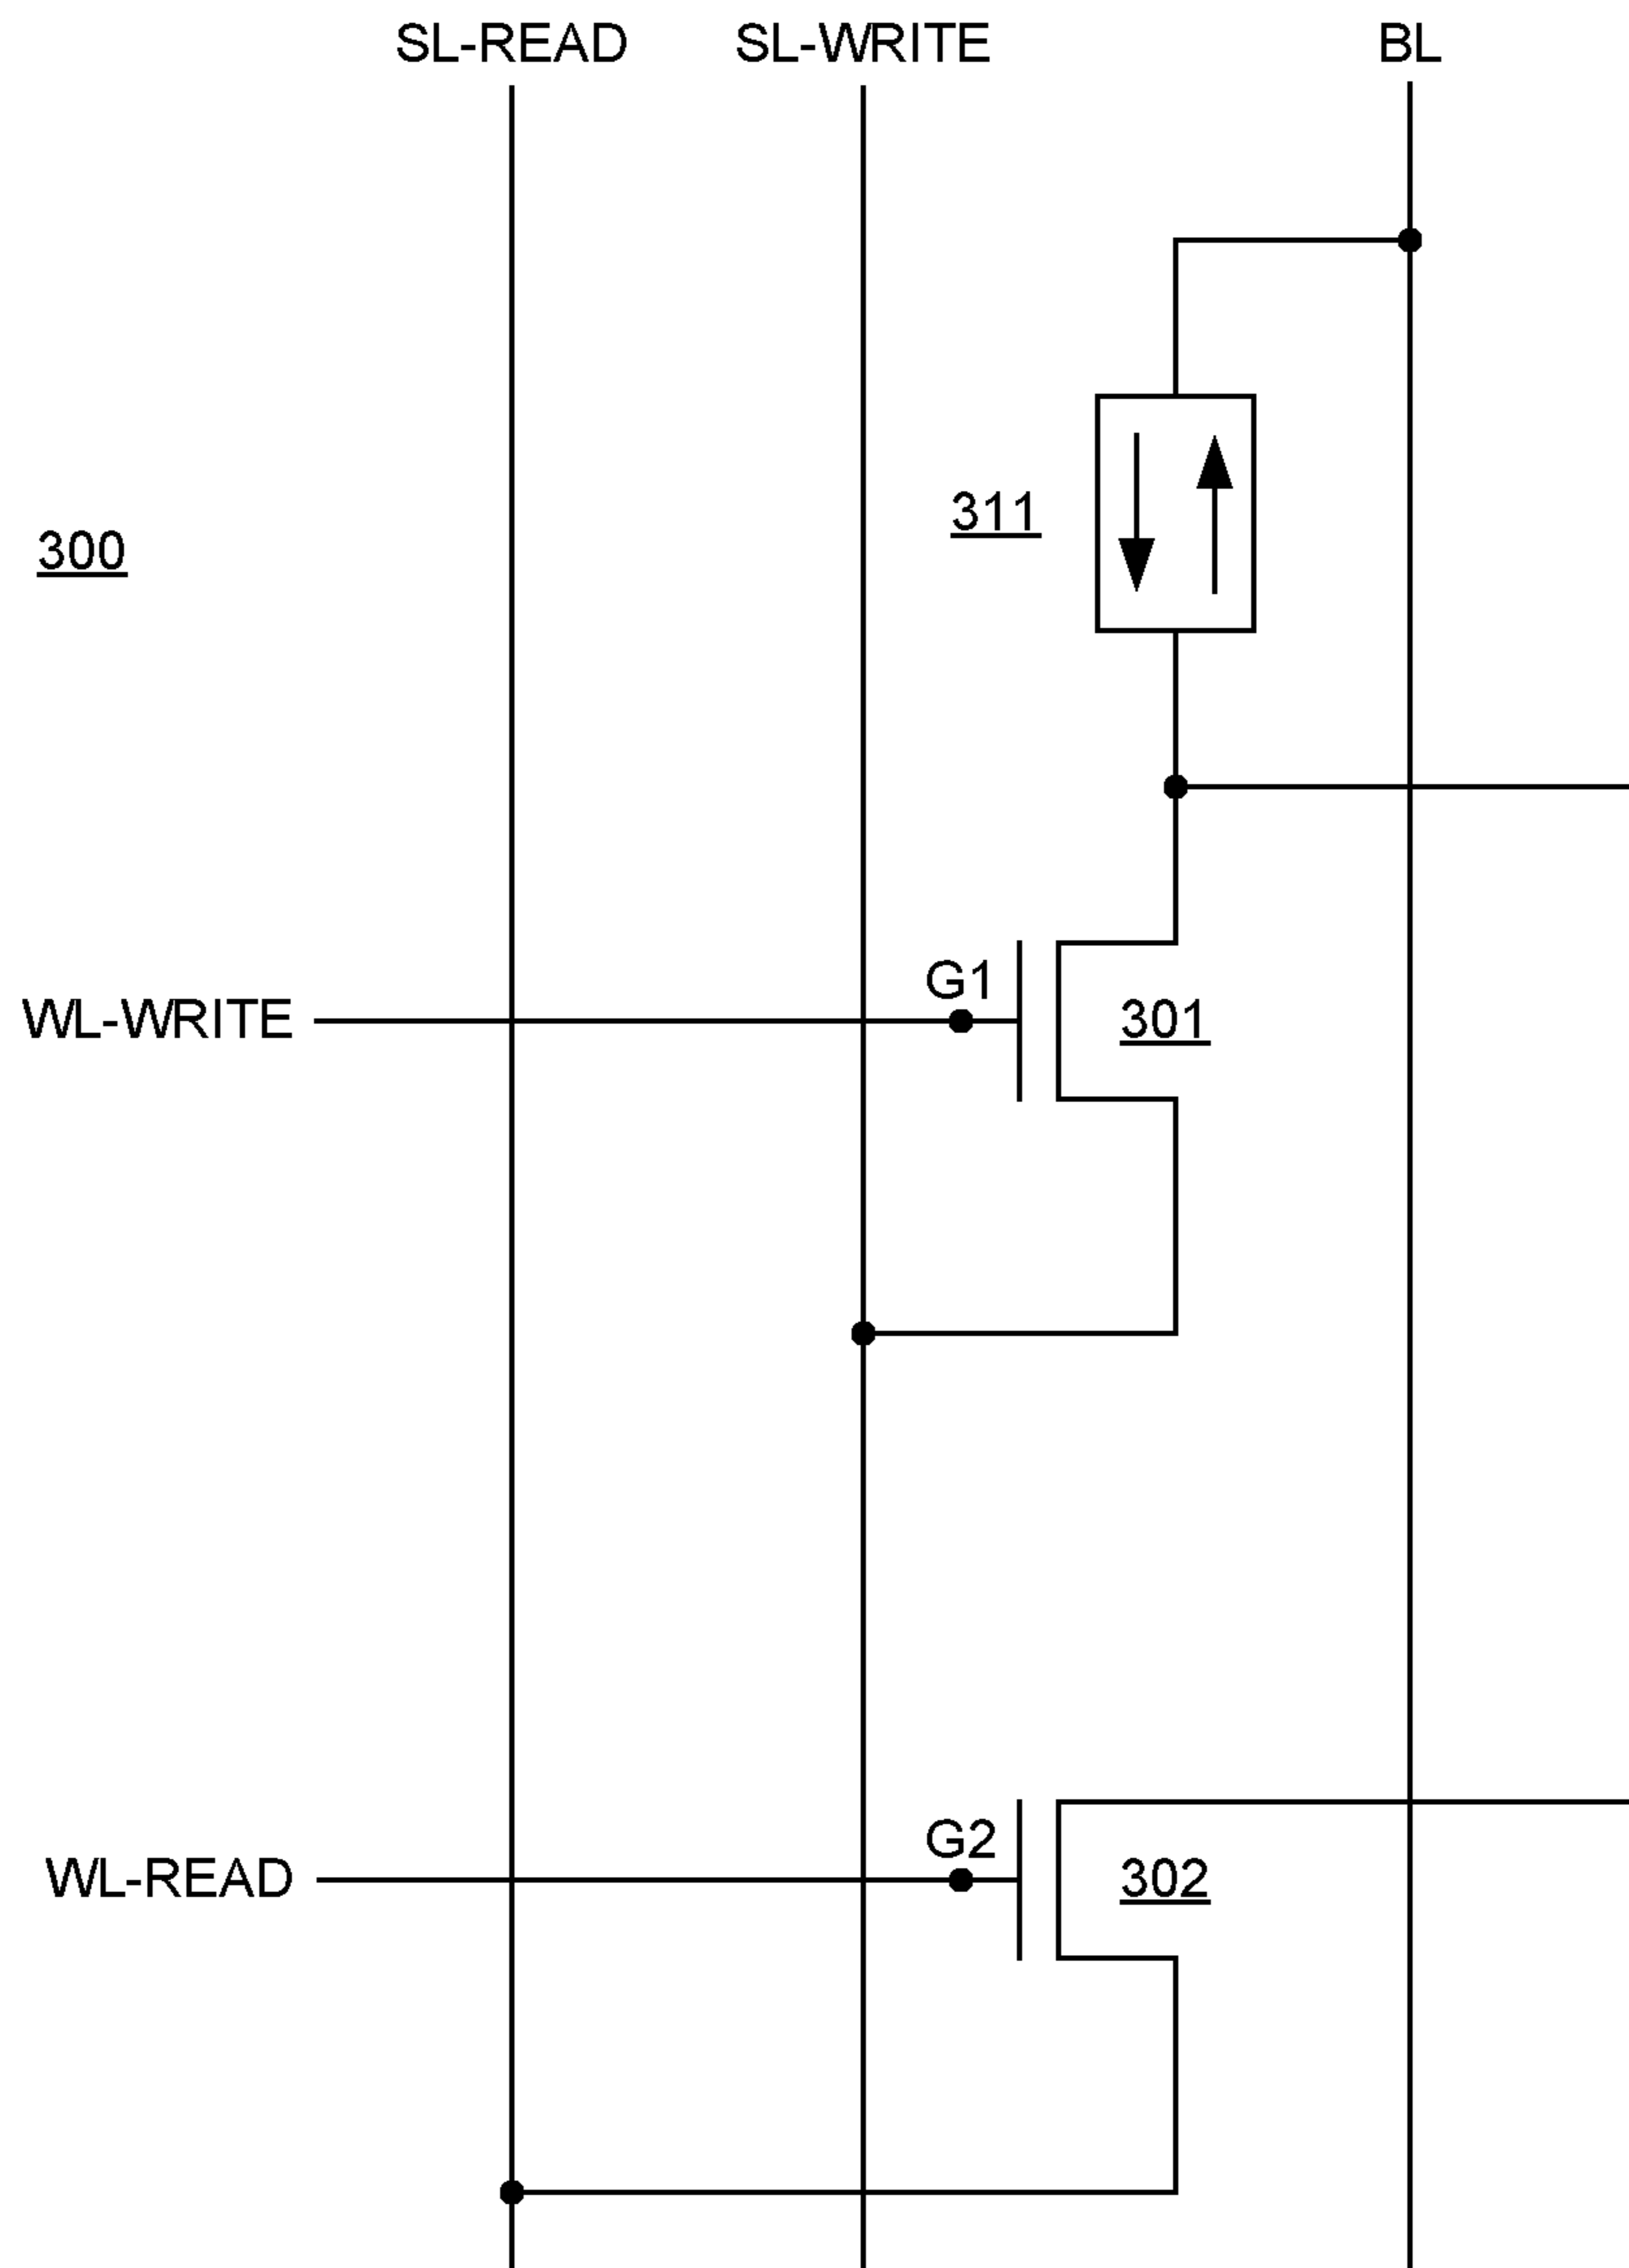 SL-READ
SL-WRITE
BL
311
300
G1
WL-WRITE
301
G2
WL-READ
302